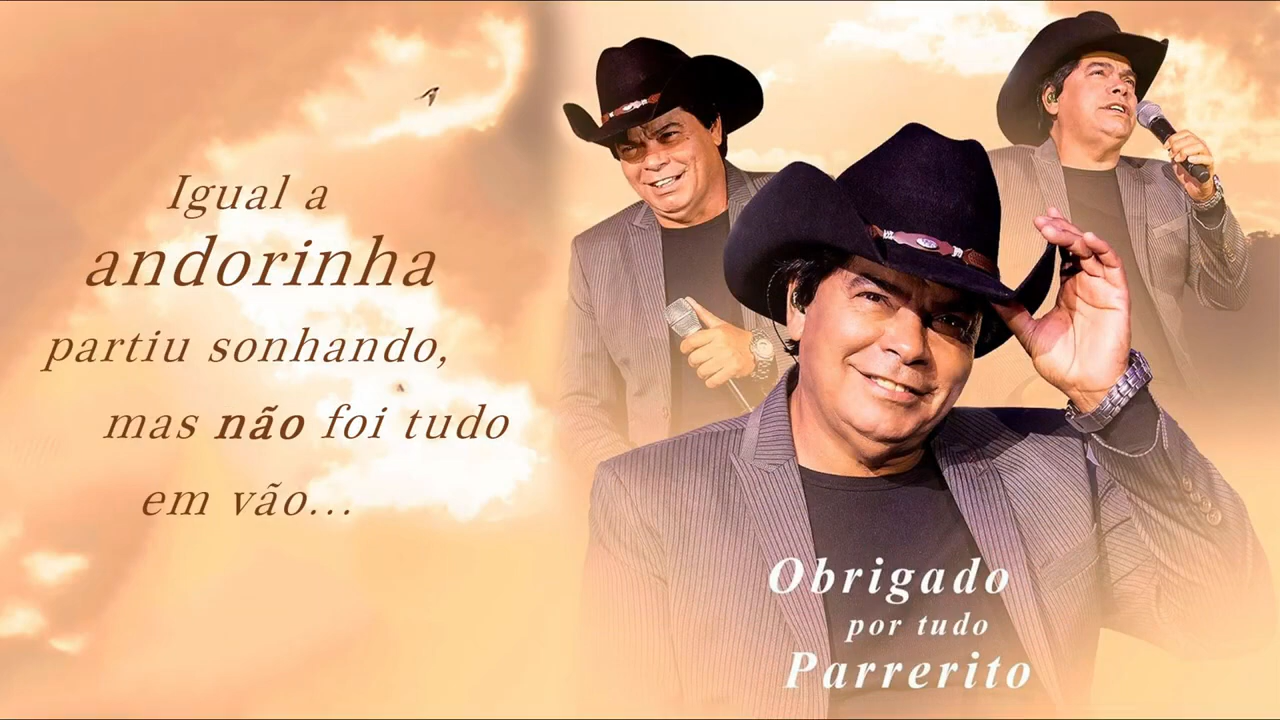 Igual a
andorinha
partiu sonhando,
mas não foi tudo
em vão...
Obrigado
por tudo
Parrerito